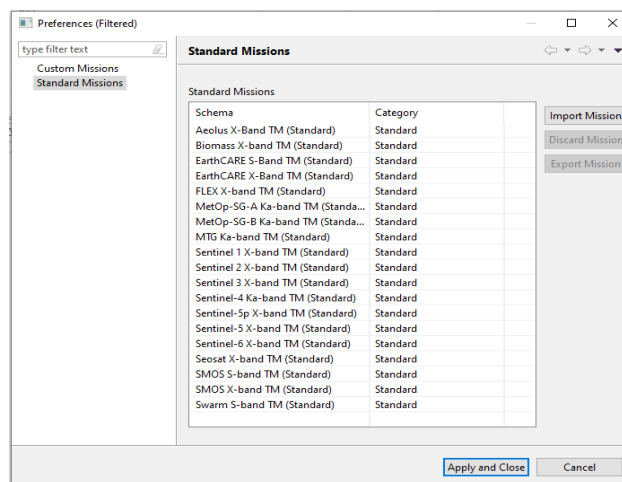 Preferences (Filtered)
type filter text
Custom Missions
Standard Missions
Standard Missions
Standard Missions
Schema Category
Aeolus X-Band TM (Standard) Standard
Biomass X-band TM (Standard) Standard
EarthCARE S-Band TM (Standard) Standard
EarthCARE X-Band TM (Standard) Standard
FLEX X-band TM (Standard) Standard
MetOp-SG-A Ka-band TM (Standa... Standard
MetOp-SG-B Ka-band TM (Standa... Standard
MTG Ka-band TM (Standard) Standard
Sentinel 1 X-band TM (Standard) Standard
Sentinel 2 X-band TM (Standard) Standard
Sentinel 3 X-band TM (Standard) Standard
Sentinel-4 Ka-band TM (Standard) Standard
Sentinel-5p X-band TM (Standard) Standard
Sentinel-5 X-band TM (Standard) Standard
Sentinel-6 X-band TM (Standard) Standard
Seosat X-band TM (Standard) Standard
SMOS S-band TM (Standard) Standard
SMOS X-band TM (Standard) Standard
Swarm S-band TM (Standard) Standard
Import Mission
Discard Mission
Export Mission
Apply and Close Cancel